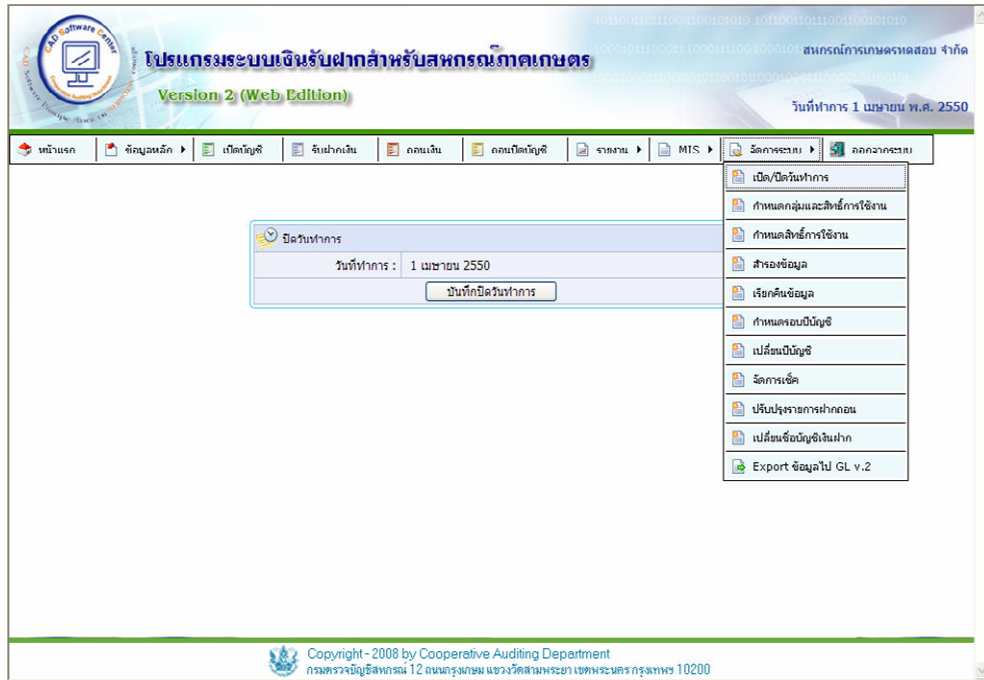 CAD Software Center
โปรแกรมระบบเงินรับฝากสำหรับสหกรณ์ภาคเกษตร
Version 2 (Web Edition)
สหกรณ์การเกษตรทดสอบ จำกัด
วันที่ทำการ 1 เมษายน พ.ศ. 2550
หน้าแรก ข้อมูลหลัก เปิดบัญชี รับฝากเงิน ถอนเงิน ถอนปิดบัญชี รายงาน MIS จัดการระบบ ออกจากระบบ
เปิด/ปิดวันทำการ
กำหนดกลุ่มและสิทธิ์การใช้งาน
กำหนดสิทธิ์การใช้งาน
สำรองข้อมูล
เรียกคืนข้อมูล
กำหนดรอบปีบัญชี
เปลี่ยนปีบัญชี
จัดการเช็ค
ปรับปรุงรายการฝากถอน
เปลี่ยนชื่อบัญชีเงินฝาก
Export ข้อมูลไป GL v.2
ปิดวันทำการ
วันที่ทำการ : 1 เมษายน 2550
บันทึกปิดวันทำการ
Copyright - 2008 by Cooperative Auditing Department
กรมตรวจบัญชีสหกรณ์ 12 ถนนกรุงเกษม แขวงวัดสามพระยา เขตพระนคร กรุงเทพฯ 10200